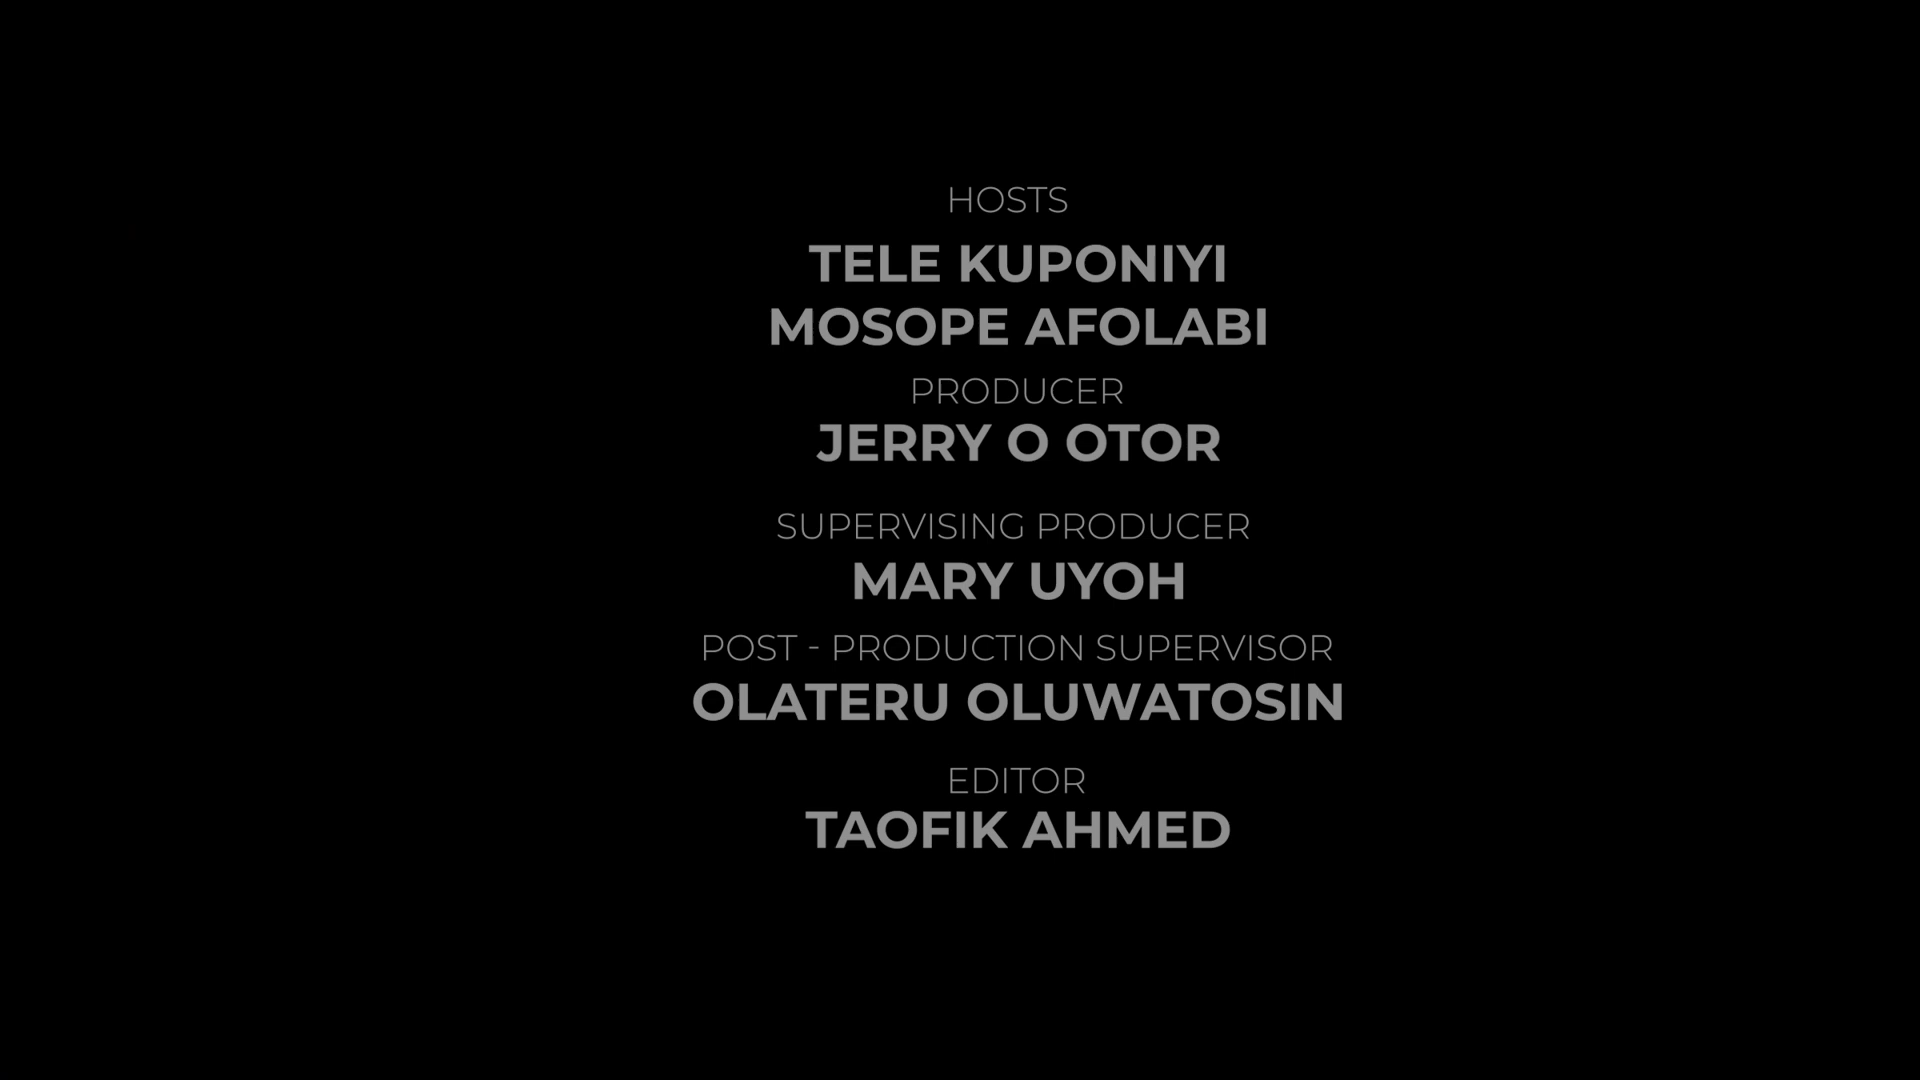 HOSTS
TELE KUPONIYI
MOSOPE AFOLABI
PRODUCER
JERRY O OTOR
SUPERVISING PRODUCER
MARY UYOH
POST - PRODUCTION SUPERVISOR
OLATERU OLUWATOSIN
EDITOR
TAOFIK AHMED